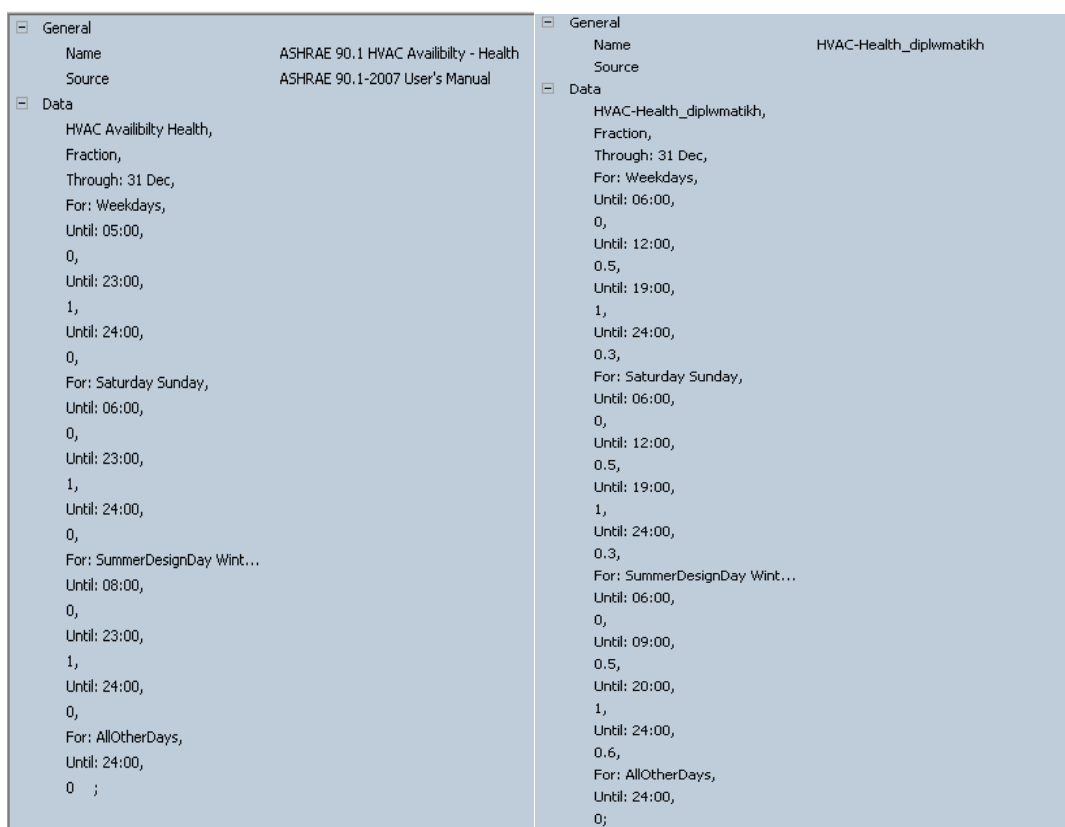 General
Name ASHRAE 90.1 HVAC Availibilty - Health
Source ASHRAE 90.1-2007 User's Manual
Data
HVAC Availibilty Health,
Fraction,
Through: 31 Dec,
For: Weekdays,
Until: 05:00,
0,
Until: 23:00,
1,
Until: 24:00,
0,
For: Saturday Sunday,
Until: 06:00,
0,
Until: 23:00,
1,
Until: 24:00,
0,
For: SummerDesignDay Wint...
Until: 08:00,
0,
Until: 23:00,
1,
Until: 24:00,
0,
For: AllOtherDays,
Until: 24:00,
0 ;
General
Name HVAC-Health_diplwmatikh
Source
Data
HVAC-Health_diplwmatikh,
Fraction,
Through: 31 Dec,
For: Weekdays,
Until: 06:00,
0,
Until: 12:00,
0.5,
Until: 19:00,
1,
Until: 24:00,
0.3,
For: Saturday Sunday,
Until: 06:00,
0,
Until: 12:00,
0.5,
Until: 19:00,
1,
Until: 24:00,
0.3,
For: SummerDesignDay Wint...
Until: 06:00,
0,
Until: 09:00,
0.5,
Until: 20:00,
1,
Until: 24:00,
0.6,
For: AllOtherDays,
Until: 24:00,
0;